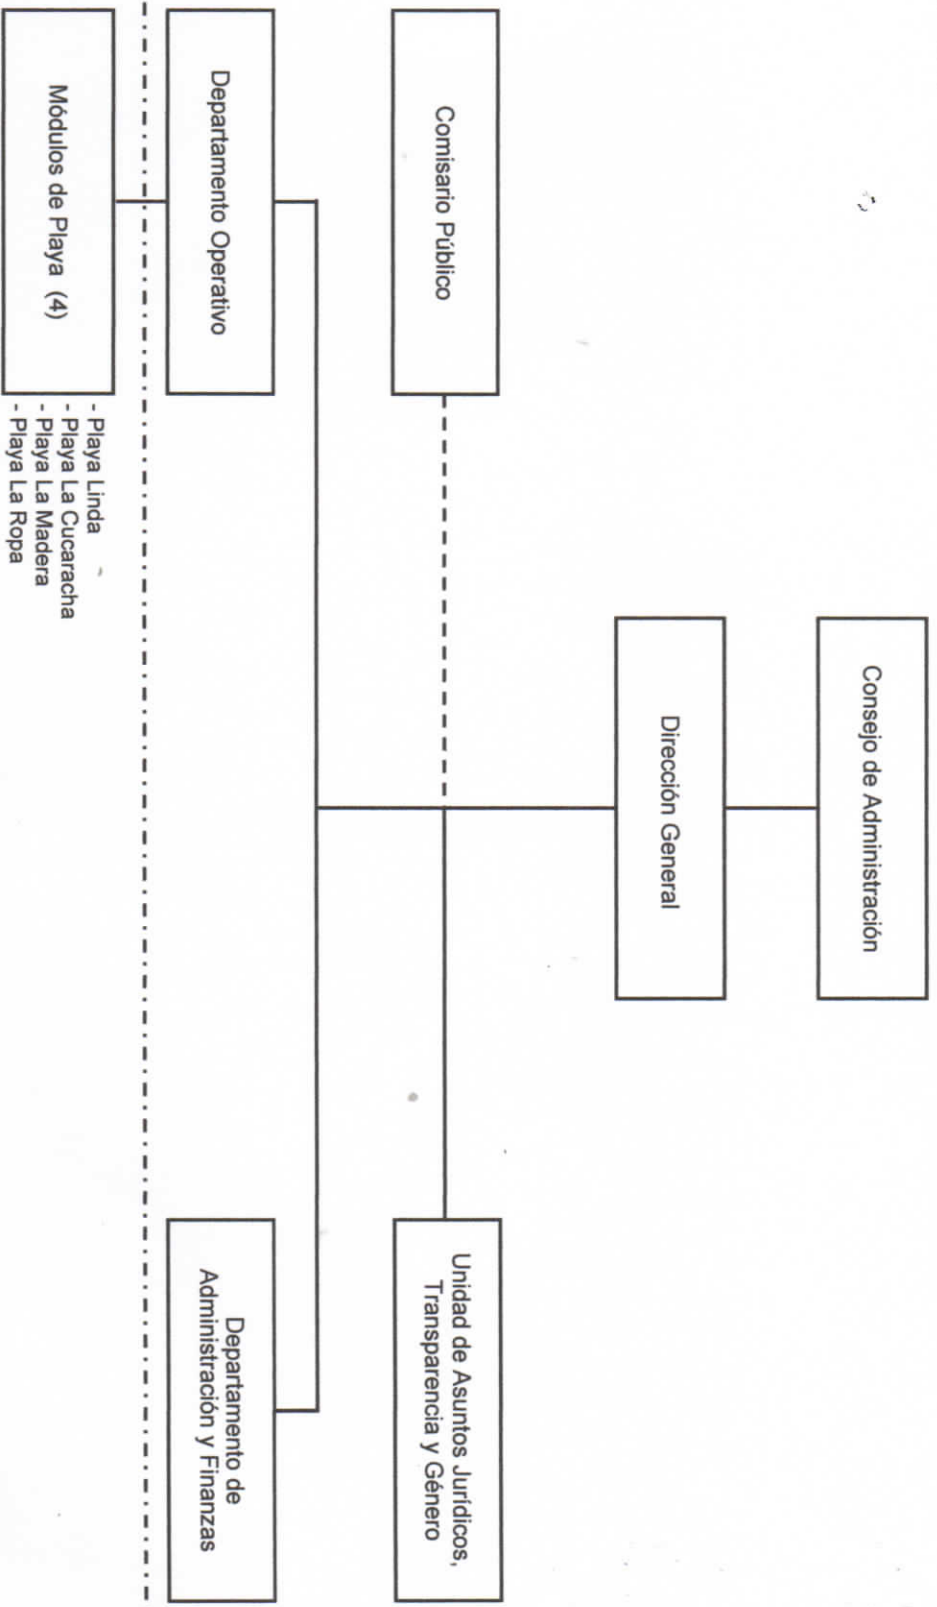 Consejo de Administración
Dirección General
Comisario Público
Unidad de Asuntos Jurídicos,
Transparencia y Género
Departamento Operativo
Departamento de
Administración y Finanzas
Módulos de Playa (4)
- Playa Linda
- Playa La Cucaracha
- Playa La Madera
- Playa La Ropa